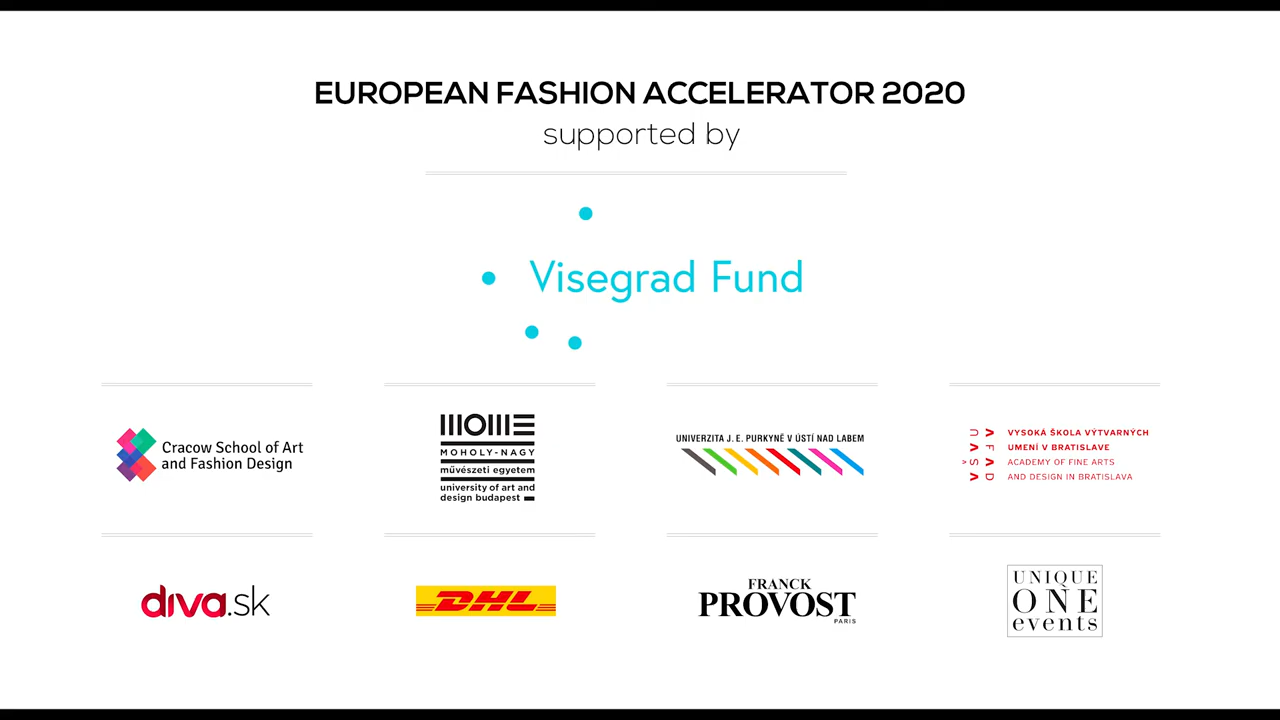 EUROPEAN FASHION ACCELERATOR 2020
supported by
Visegrad Fund
Cracow School of Art
and Fashion Design
MOME
MOHOLY-NAGY
művészeti egyetem
university of art and
design budapest
UNIVERZITA J. E. PURKYNĚ V ÚSTÍ NAD LABEM
VYSOKÁ ŠKOLA VÝTVARNÝCH
UMENÍ V BRATISLAVE
ACADEMY OF FINE ARTS
AND DESIGN IN BRATISLAVA
diva.sk
DHL
FRANCK
PROVOST
PARIS
UNIQUE
ONE
events